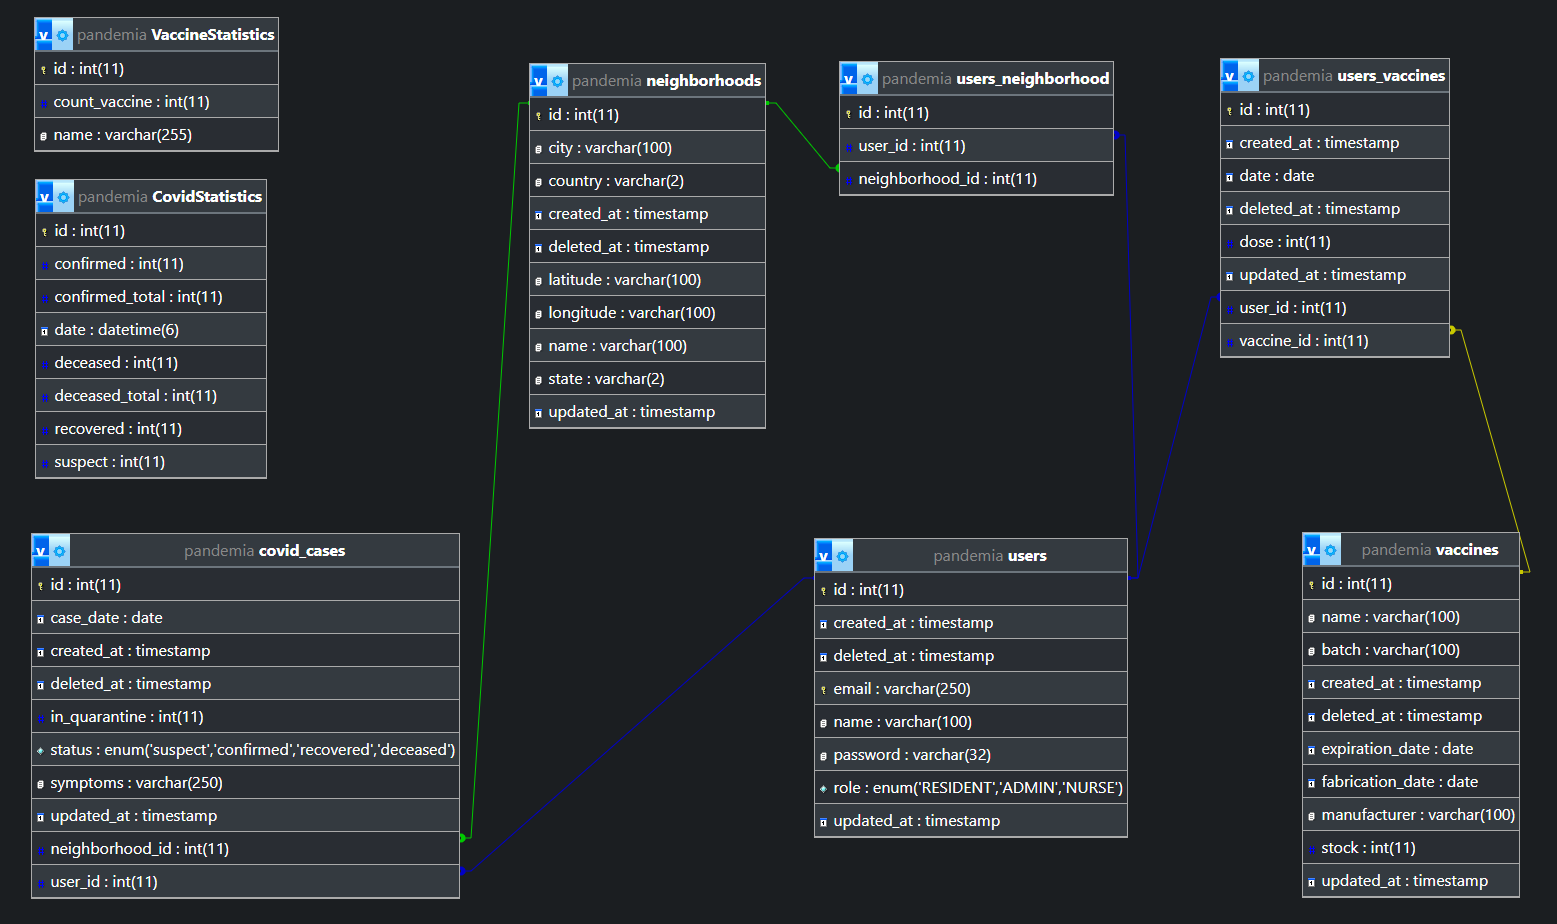 v pandemia VaccineStatistics
id : int(11)
count_vaccine : int(11)
name : varchar(255)
v pandemia CovidStatistics
id : int(11)
confirmed : int(11)
confirmed_total : int(11)
date : datetime(6)
deceased : int(11)
deceased_total : int(11)
recovered : int(11)
suspect : int(11)
v pandemia covid_cases
id : int(11)
case_date : date
created_at : timestamp
deleted_at : timestamp
in_quarantine : int(11)
status : enum('suspect','confirmed','recovered','deceased')
symptoms : varchar(250)
updated_at : timestamp
neighborhood_id : int(11)
user_id : int(11)
v pandemia neighborhoods
id : int(11)
city : varchar(100)
country : varchar(2)
created_at : timestamp
deleted_at : timestamp
latitude : varchar(100)
longitude : varchar(100)
name : varchar(100)
state : varchar(2)
updated_at : timestamp
v pandemia users_neighborhood
id : int(11)
user_id : int(11)
neighborhood_id : int(11)
v pandemia users
id : int(11)
created_at : timestamp
deleted_at : timestamp
email : varchar(250)
name : varchar(100)
password : varchar(32)
role : enum('RESIDENT','ADMIN','NURSE')
updated_at : timestamp
v pandemia users_vaccines
id : int(11)
created_at : timestamp
date : date
deleted_at : timestamp
dose : int(11)
updated_at : timestamp
user_id : int(11)
vaccine_id : int(11)
v pandemia vaccines
id : int(11)
name : varchar(100)
batch : varchar(100)
created_at : timestamp
deleted_at : timestamp
expiration_date : date
fabrication_date : date
manufacturer : varchar(100)
stock : int(11)
updated_at : timestamp